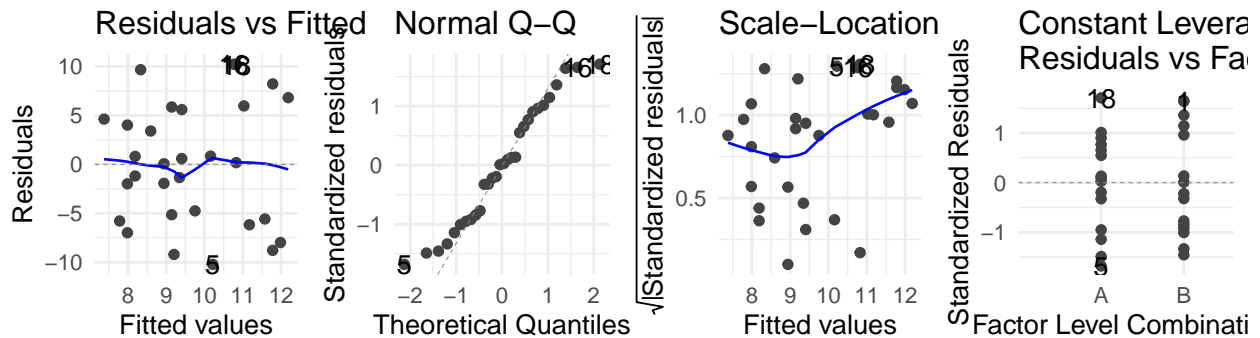 Residuals vs Fitted
Residuals
10
5
0
−5
−10
16
18
5
8
9
10
11
12
Fitted values
Normal Q−Q
Standardized residuals
1
0
−1
5
16
18
−2
−1
0
1
2
Theoretical Quantiles
Scale−Location
√|Standardized residuals|
1.0
0.5
5
16
18
8
9
10
11
12
Fitted values
Constant Levera
Residuals vs Fac
Standardized Residuals
1
0
−1
18
1
5
A
B
Factor Level Combinati